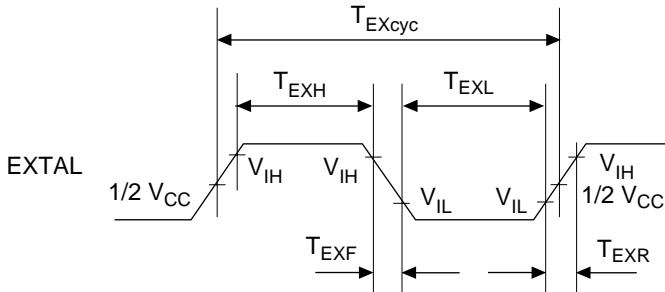 T_EXcyc
T_EXH T_EXL
EXTAL V_IH V_IH V_IH
1/2 V_CC V_IL V_IL 1/2 V_CC
T_EXF T_EXR